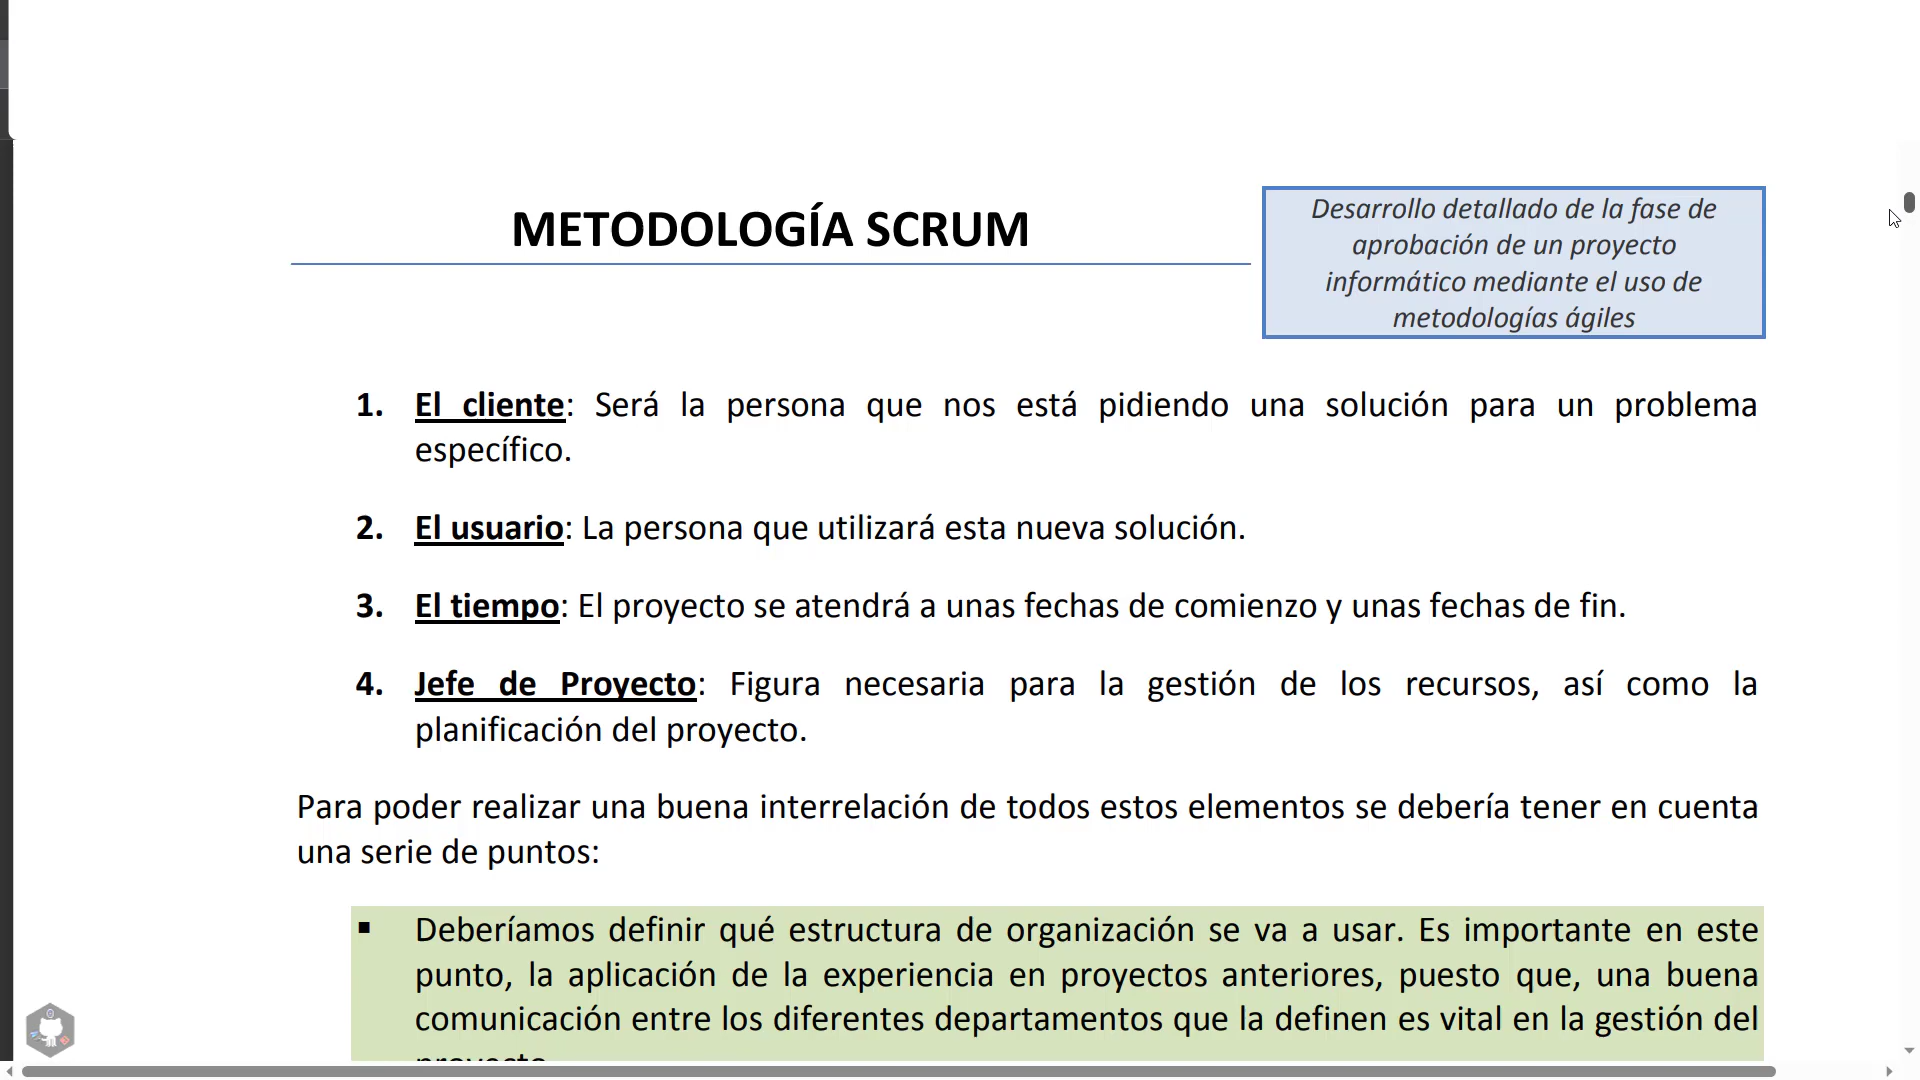 METODOLOGÍA SCRUM
Desarrollo detallado de la fase de
aprobación de un proyecto
informático mediante el uso de
metodologías ágiles
1. El cliente: Será la persona que nos está pidiendo una solución para un problema
específico.
2. El usuario: La persona que utilizará esta nueva solución.
3. El tiempo: El proyecto se atendrá a unas fechas de comienzo y unas fechas de fin.
4. Jefe de Proyecto: Figura necesaria para la gestión de los recursos, así como la
planificación del proyecto.
Para poder realizar una buena interrelación de todos estos elementos se debería tener en cuenta
una serie de puntos:
▪ Deberíamos definir qué estructura de organización se va a usar. Es importante en este
punto, la aplicación de la experiencia en proyectos anteriores, puesto que, una buena
comunicación entre los diferentes departamentos que la definen es vital en la gestión del